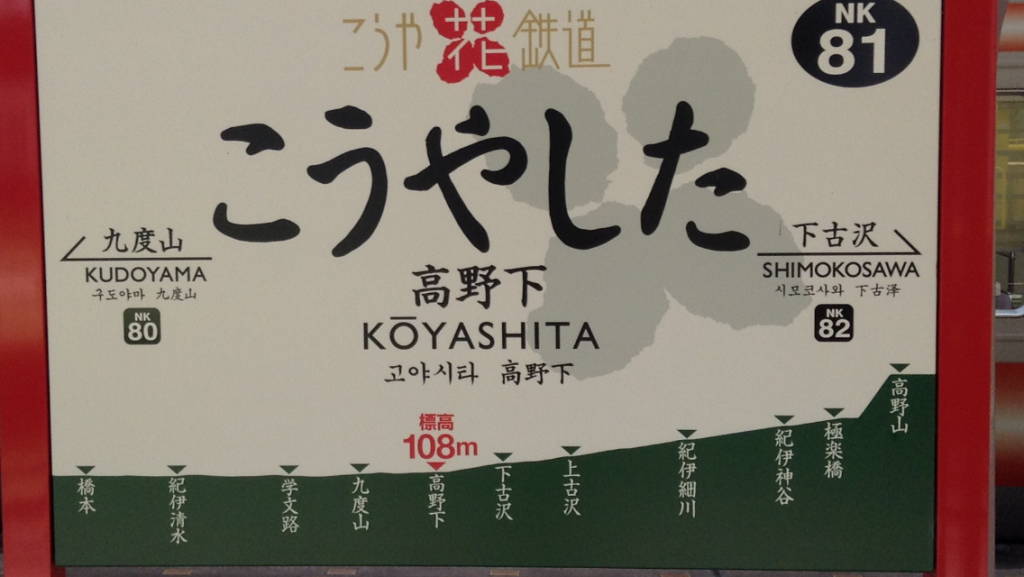 こうや花鉄道
NK
81
こうやした
九度山
KUDOYAMA
구도야마 九度山
NK
80
高野下
KŌYASHITA
고야시타 高野下
下古沢
SHIMOKOSAWA
시모코사와 下古泽
NK
82
標高
108m
橋本
紀伊清水
学文路
九度山
高野下
下古沢
上古沢
紀伊細川
紀伊神谷
極楽橋
高野山